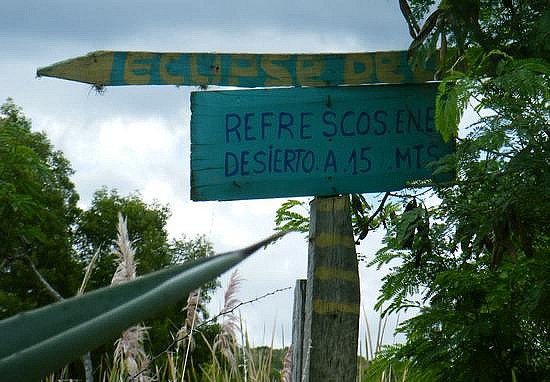 ECLIPSE DE
REFRESCOS.EN.E
DESIERTO.A.15.MTS